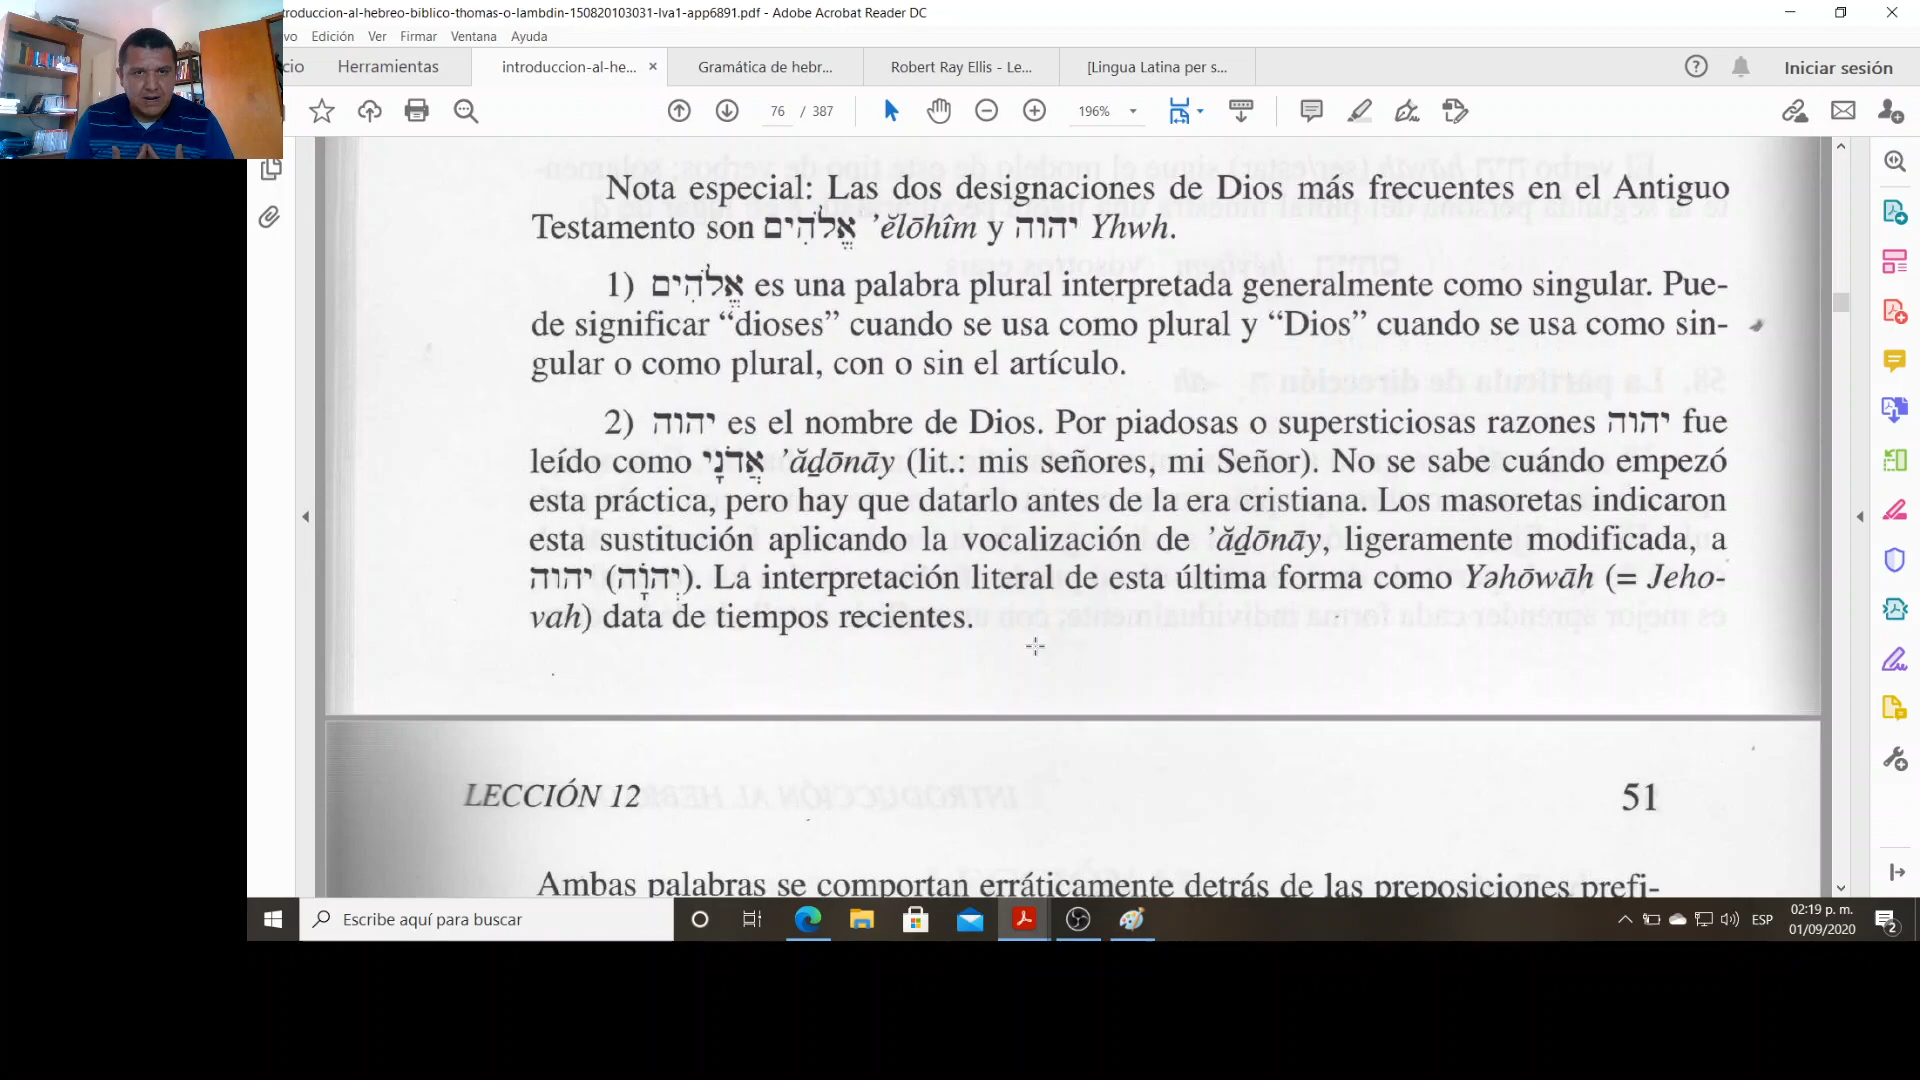 troduccion-al-hebreo-biblico-thomas-o-lambdin-150820103031-lva1-app6891.pdf - Adobe Acrobat Reader DC
vo Edición Ver Firmar Ventana Ayuda
cio Herramientas introduccion-al-he... × Gramática de hebr... Robert Ray Ellis - Le... [Lingua Latina per s... Iniciar sesión
76 / 387 196%
Nota especial: Las dos designaciones de Dios más frecuentes en el Antiguo
Testamento son אֱלֹהִים ’ĕlōhîm y יהוה Yhwh.
1) אֱלֹהִים es una palabra plural interpretada generalmente como singular. Pue-
de significar “dioses” cuando se usa como plural y “Dios” cuando se usa como sin-
gular o como plural, con o sin el artículo.
2) יהוה es el nombre de Dios. Por piadosas o supersticiosas razones יהוה fue
leído como אֲדֹנָי ’ăḏōnāy (lit.: mis señores, mi Señor). No se sabe cuándo empezó
esta práctica, pero hay que datarlo antes de la era cristiana. Los masoretas indicaron
esta sustitución aplicando la vocalización de ’ăḏōnāy, ligeramente modificada, a
יהוה (יְהוָֹה). La interpretación literal de esta última forma como Yəhōwāh (= Jeho-
vah) data de tiempos recientes.
LECCIÓN 12 51
Ambas palabras se comportan erráticamente detrás de las preposiciones prefi-
Escribe aquí para buscar
ESP
02:19 p. m.
01/09/2020
2